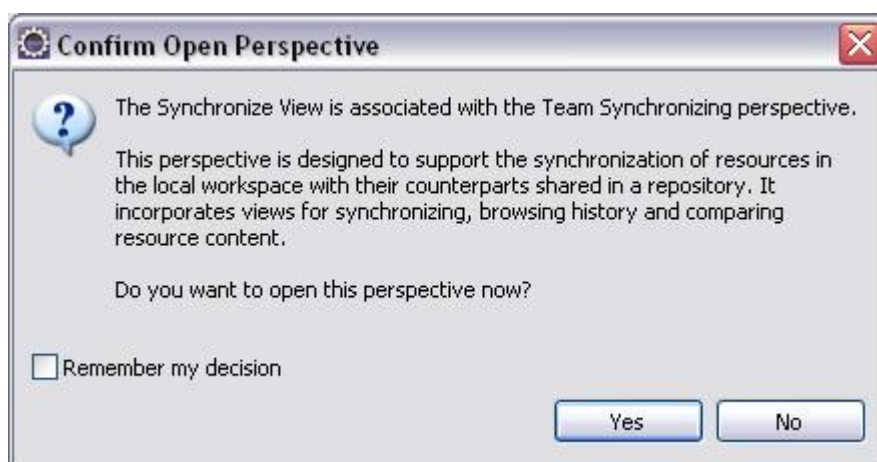 Confirm Open Perspective
The Synchronize View is associated with the Team Synchronizing perspective.
This perspective is designed to support the synchronization of resources in
the local workspace with their counterparts shared in a repository. It
incorporates views for synchronizing, browsing history and comparing
resource content.
Do you want to open this perspective now?
Remember my decision
Yes No